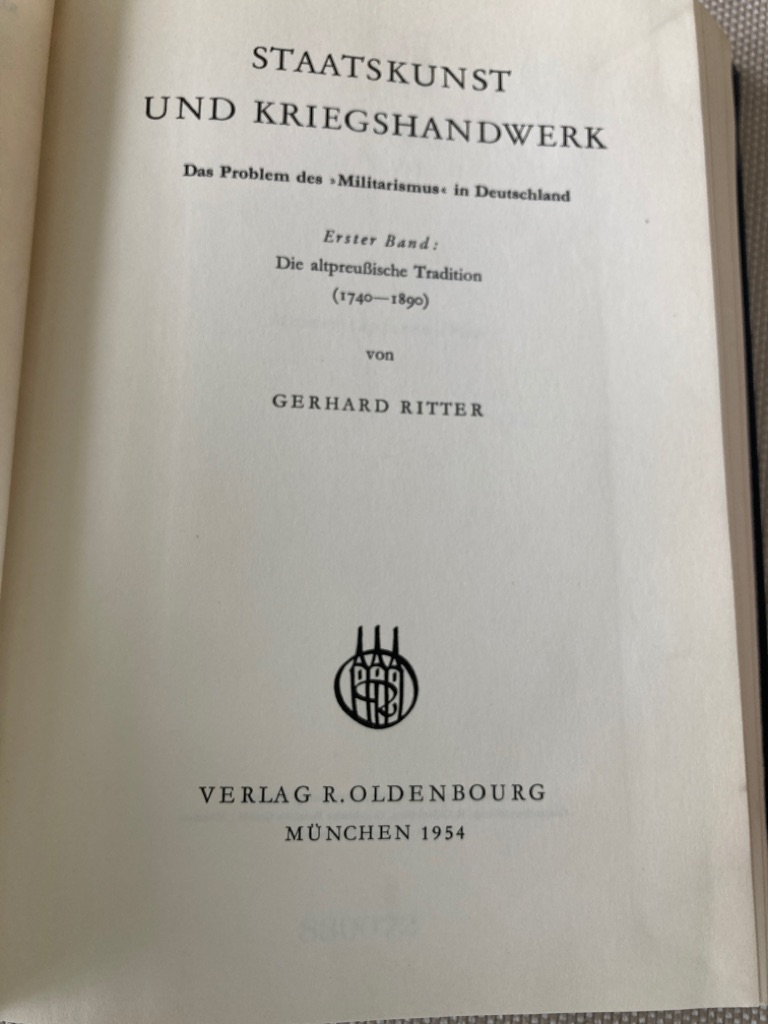 STAATSKUNST
UND KRIEGSHANDWERK
Das Problem des »Militarismus« in Deutschland
Erster Band:
Die altpreußische Tradition
(1740—1890)
von
GERHARD RITTER
VERLAG R. OLDENBOURG
MÜNCHEN 1954